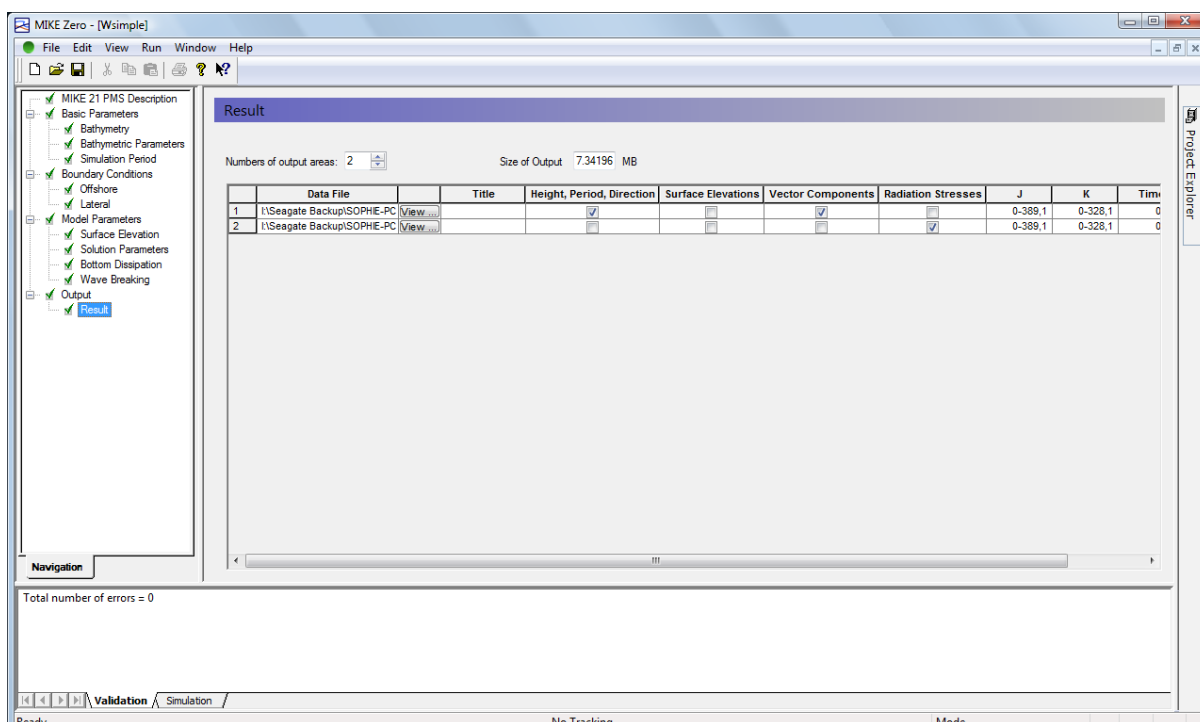 MIKE Zero - [Wsimple]
File Edit View Run Window Help
MIKE 21 PMS Description
Basic Parameters
Bathymetry
Bathymetric Parameters
Simulation Period
Boundary Conditions
Offshore
Lateral
Model Parameters
Surface Elevation
Solution Parameters
Bottom Dissipation
Wave Breaking
Output
Result
Navigation
Result
Numbers of output areas: 2 Size of Output 7.34196 MB
Data File Title Height, Period, Direction Surface Elevations Vector Components Radiation Stresses J K Time
1 I:\Seagate Backup\SOPHIE-PC View ... 0-389,1 0-328,1 0
2 I:\Seagate Backup\SOPHIE-PC View ... 0-389,1 0-328,1 0
Project Explorer
Total number of errors = 0
Validation Simulation
Ready No Tracking Mode